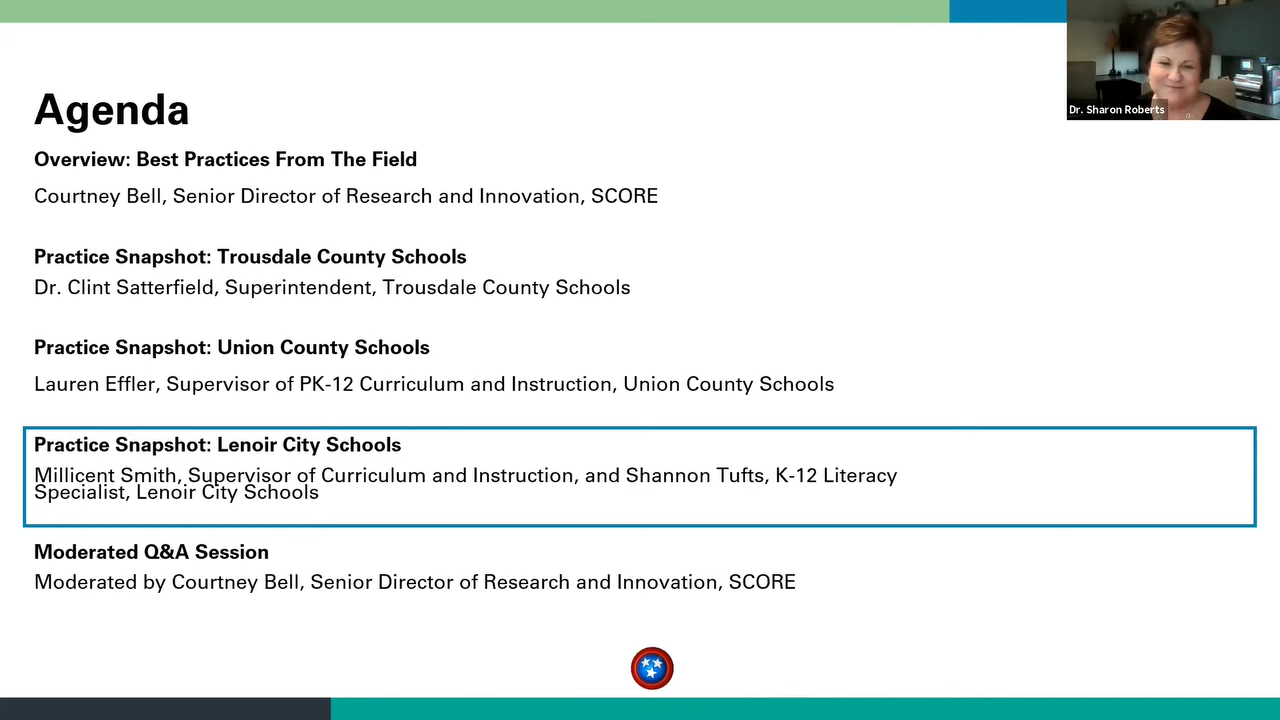 Dr. Sharon Roberts
Agenda
Overview: Best Practices From The Field
Courtney Bell, Senior Director of Research and Innovation, SCORE
Practice Snapshot: Trousdale County Schools
Dr. Clint Satterfield, Superintendent, Trousdale County Schools
Practice Snapshot: Union County Schools
Lauren Effler, Supervisor of PK-12 Curriculum and Instruction, Union County Schools
Practice Snapshot: Lenoir City Schools
Millicent Smith, Supervisor of Curriculum and Instruction, and Shannon Tufts, K-12 Literacy
Specialist, Lenoir City Schools
Moderated Q&A Session
Moderated by Courtney Bell, Senior Director of Research and Innovation, SCORE